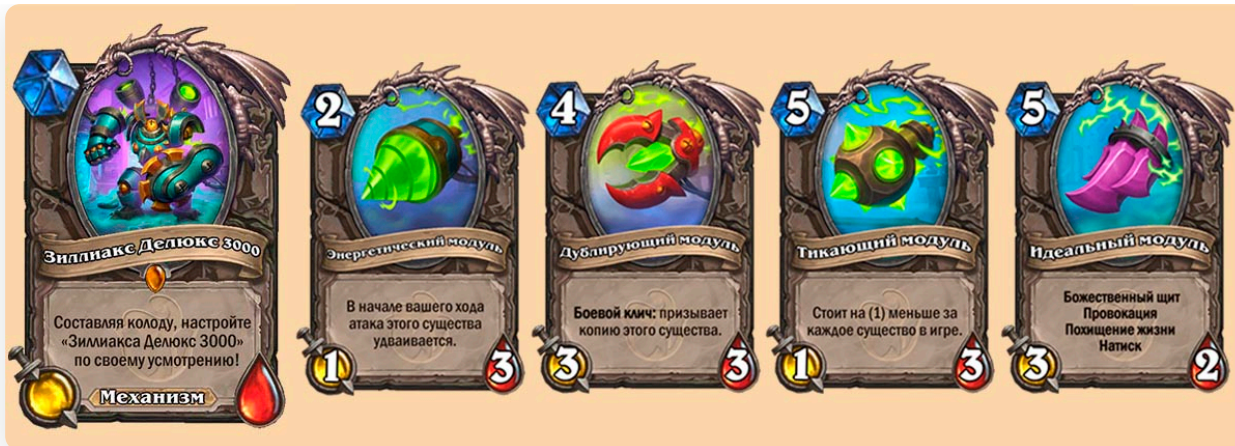 Зиллиакс Делюкс 3000
Составляя колоду, настройте
«Зиллиакса Делюкс 3000»
по своему усмотрению!
Механизм
2
Энергетический модуль
В начале вашего хода
атака этого существа
удваивается.
1
3
4
Дублирующий модуль
Боевой клич: призывает
копию этого существа.
3
3
5
Тикающий модуль
Стоит на (1) меньше за
каждое существо в игре.
1
3
5
Идеальный модуль
Божественный щит
Провокация
Похищение жизни
Натиск
3
2